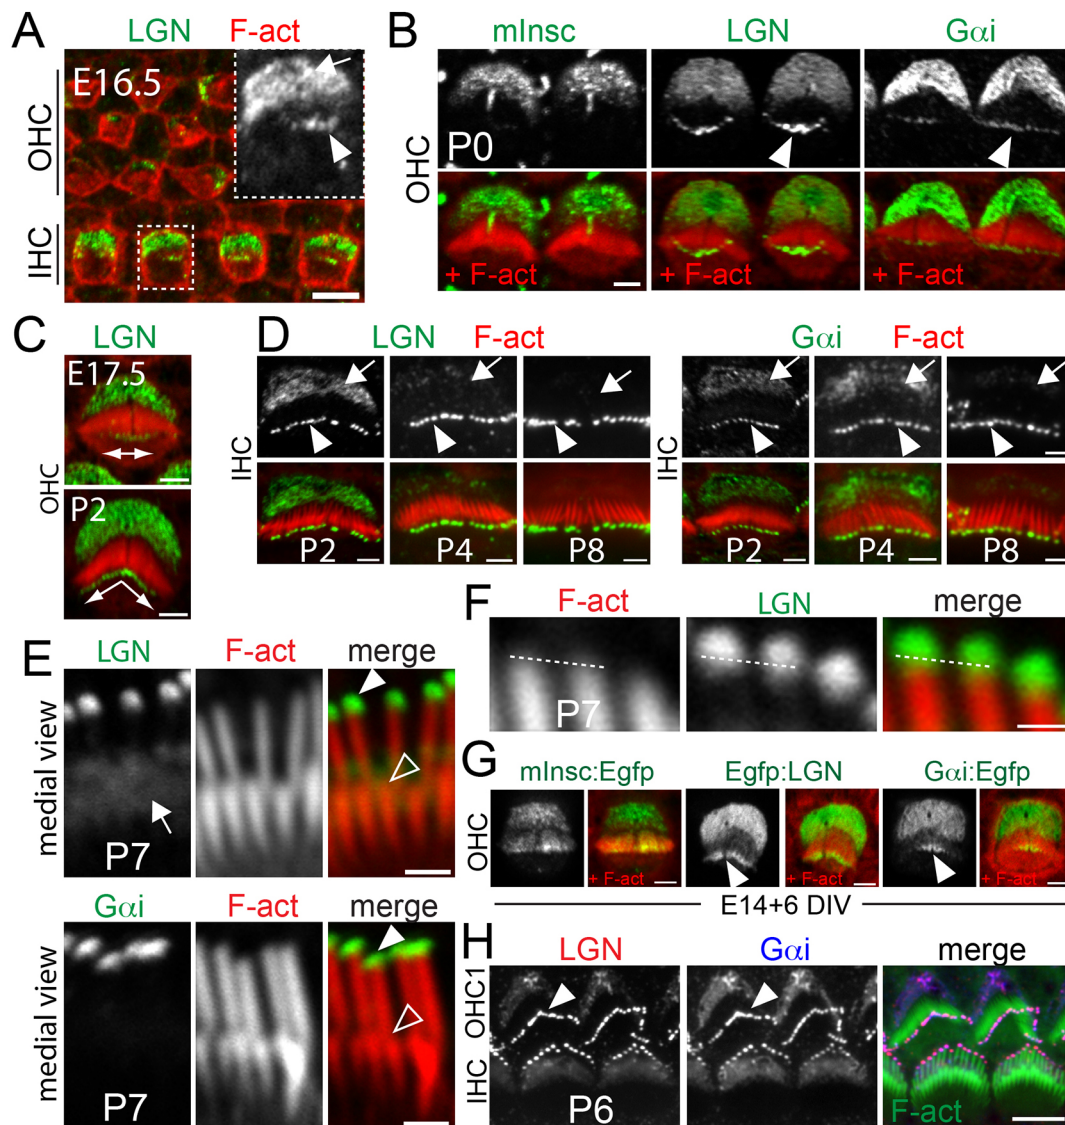 A
LGN F-act
E16.5
OHC
IHC
B
mInsc LGN Gαi
OHC
P0
+ F-act + F-act + F-act
C
LGN
OHC
E17.5
P2
D
LGN F-act Gαi F-act
IHC IHC
P2 P4 P8 P2 P4 P8
E
LGN F-act merge
medial view
P7
Gαi F-act merge
medial view
P7
F
F-act LGN merge
P7
G
mInsc:Egfp Egfp:LGN Gαi:Egfp
OHC
+ F-act + F-act + F-act
E14+6 DIV
H
LGN Gαi merge
OHC1
IHC
P6
F-act